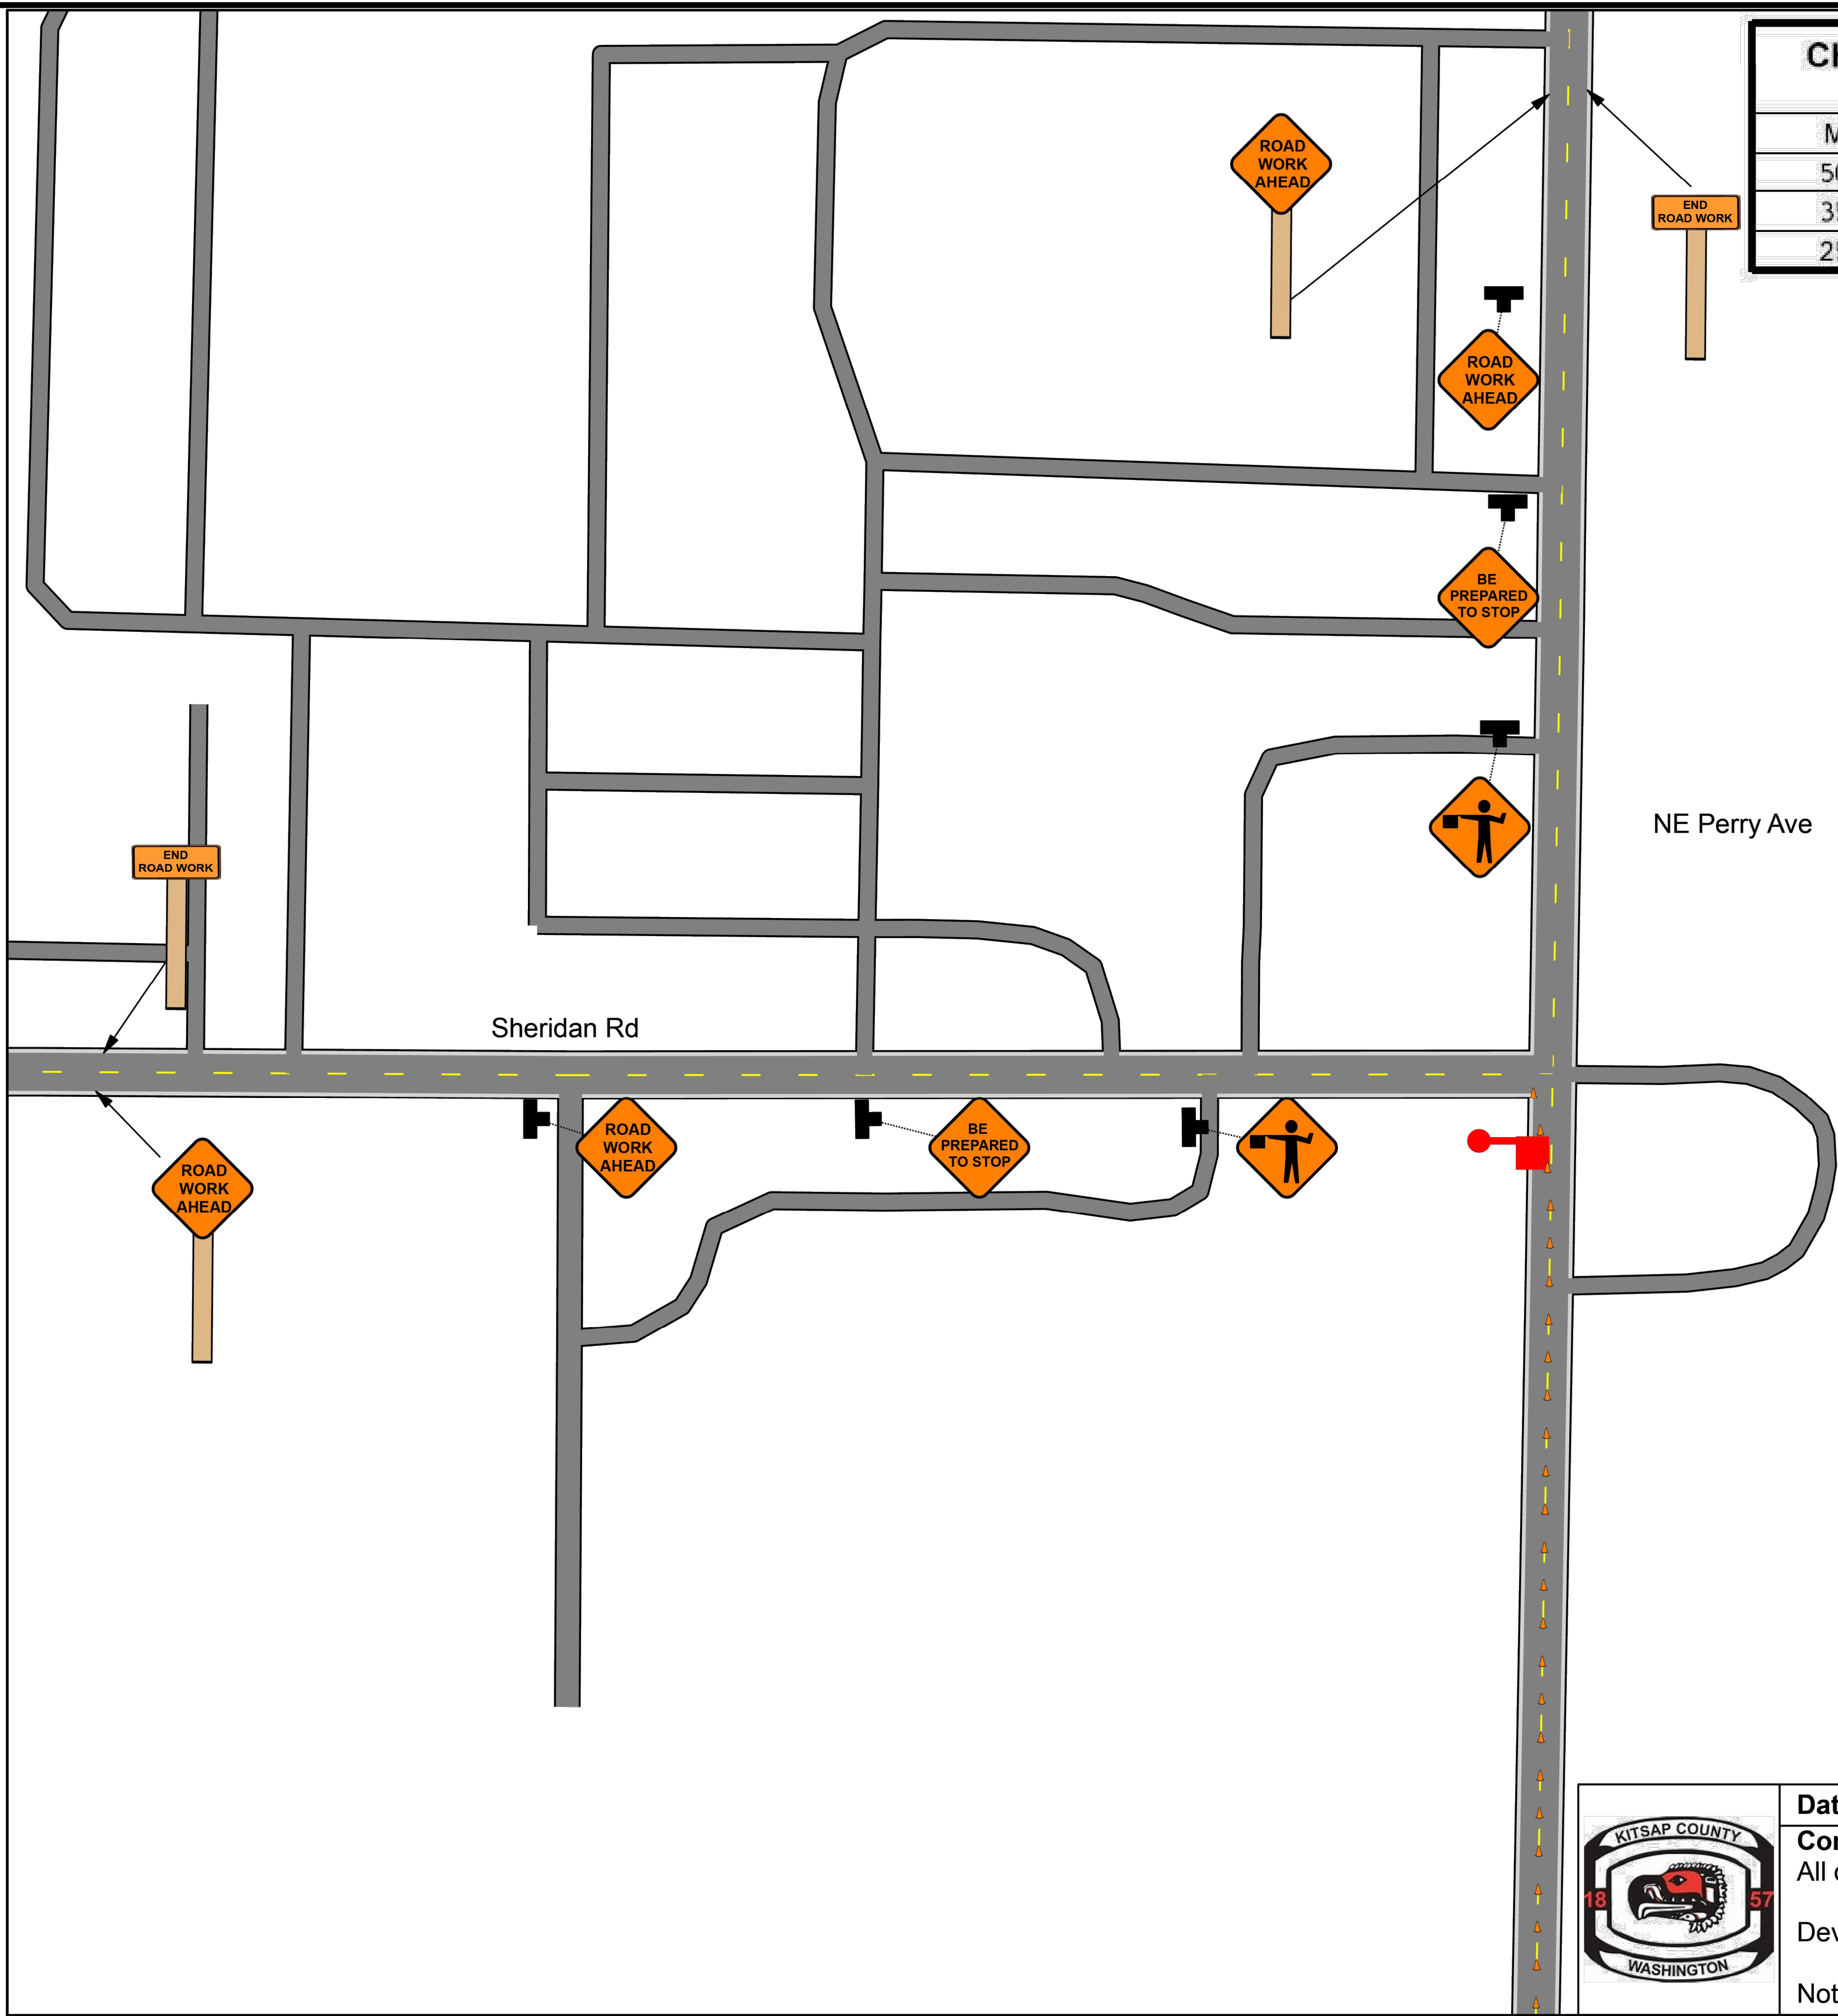 ROAD
WORK
AHEAD
END
ROAD WORK
ROAD
WORK
AHEAD
BE
PREPARED
TO STOP
NE Perry Ave
END
ROAD WORK
Sheridan Rd
ROAD
WORK
AHEAD
BE
PREPARED
TO STOP
ROAD
WORK
AHEAD
KITSAP COUNTY
18 57
WASHINGTON
All